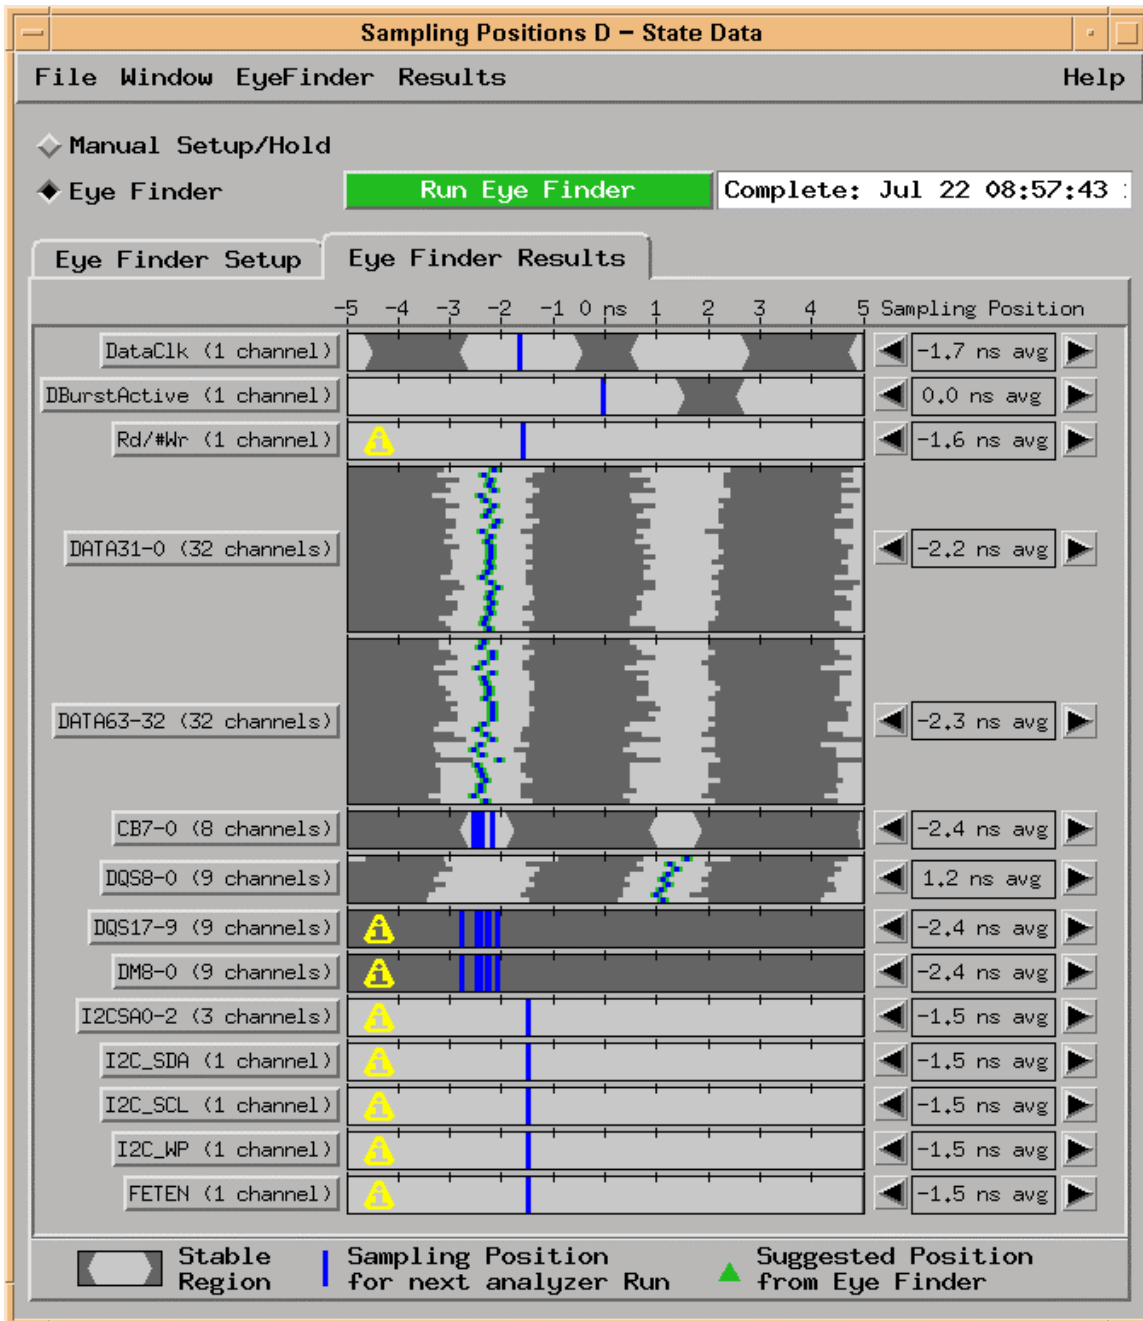 Sampling Positions D – State Data
File Window EyeFinder Results Help
Manual Setup/Hold
Eye Finder Run Eye Finder Complete: Jul 22 08:57:43
Eye Finder Setup Eye Finder Results
-5 -4 -3 -2 -1 0 ns 1 2 3 4 5 Sampling Position
DataClk (1 channel) -1.7 ns avg
DBurstActive (1 channel) 0.0 ns avg
Rd/#Wr (1 channel) -1.6 ns avg
DATA31-0 (32 channels) -2.2 ns avg
DATA63-32 (32 channels) -2.3 ns avg
CB7-0 (8 channels) -2.4 ns avg
DQS8-0 (9 channels) 1.2 ns avg
DQS17-9 (9 channels) -2.4 ns avg
DM8-0 (9 channels) -2.4 ns avg
I2CSA0-2 (3 channels) -1.5 ns avg
I2C_SDA (1 channel) -1.5 ns avg
I2C_SCL (1 channel) -1.5 ns avg
I2C_WP (1 channel) -1.5 ns avg
FETEN (1 channel) -1.5 ns avg
Stable Sampling Position Suggested Position
Region for next analyzer Run from Eye Finder